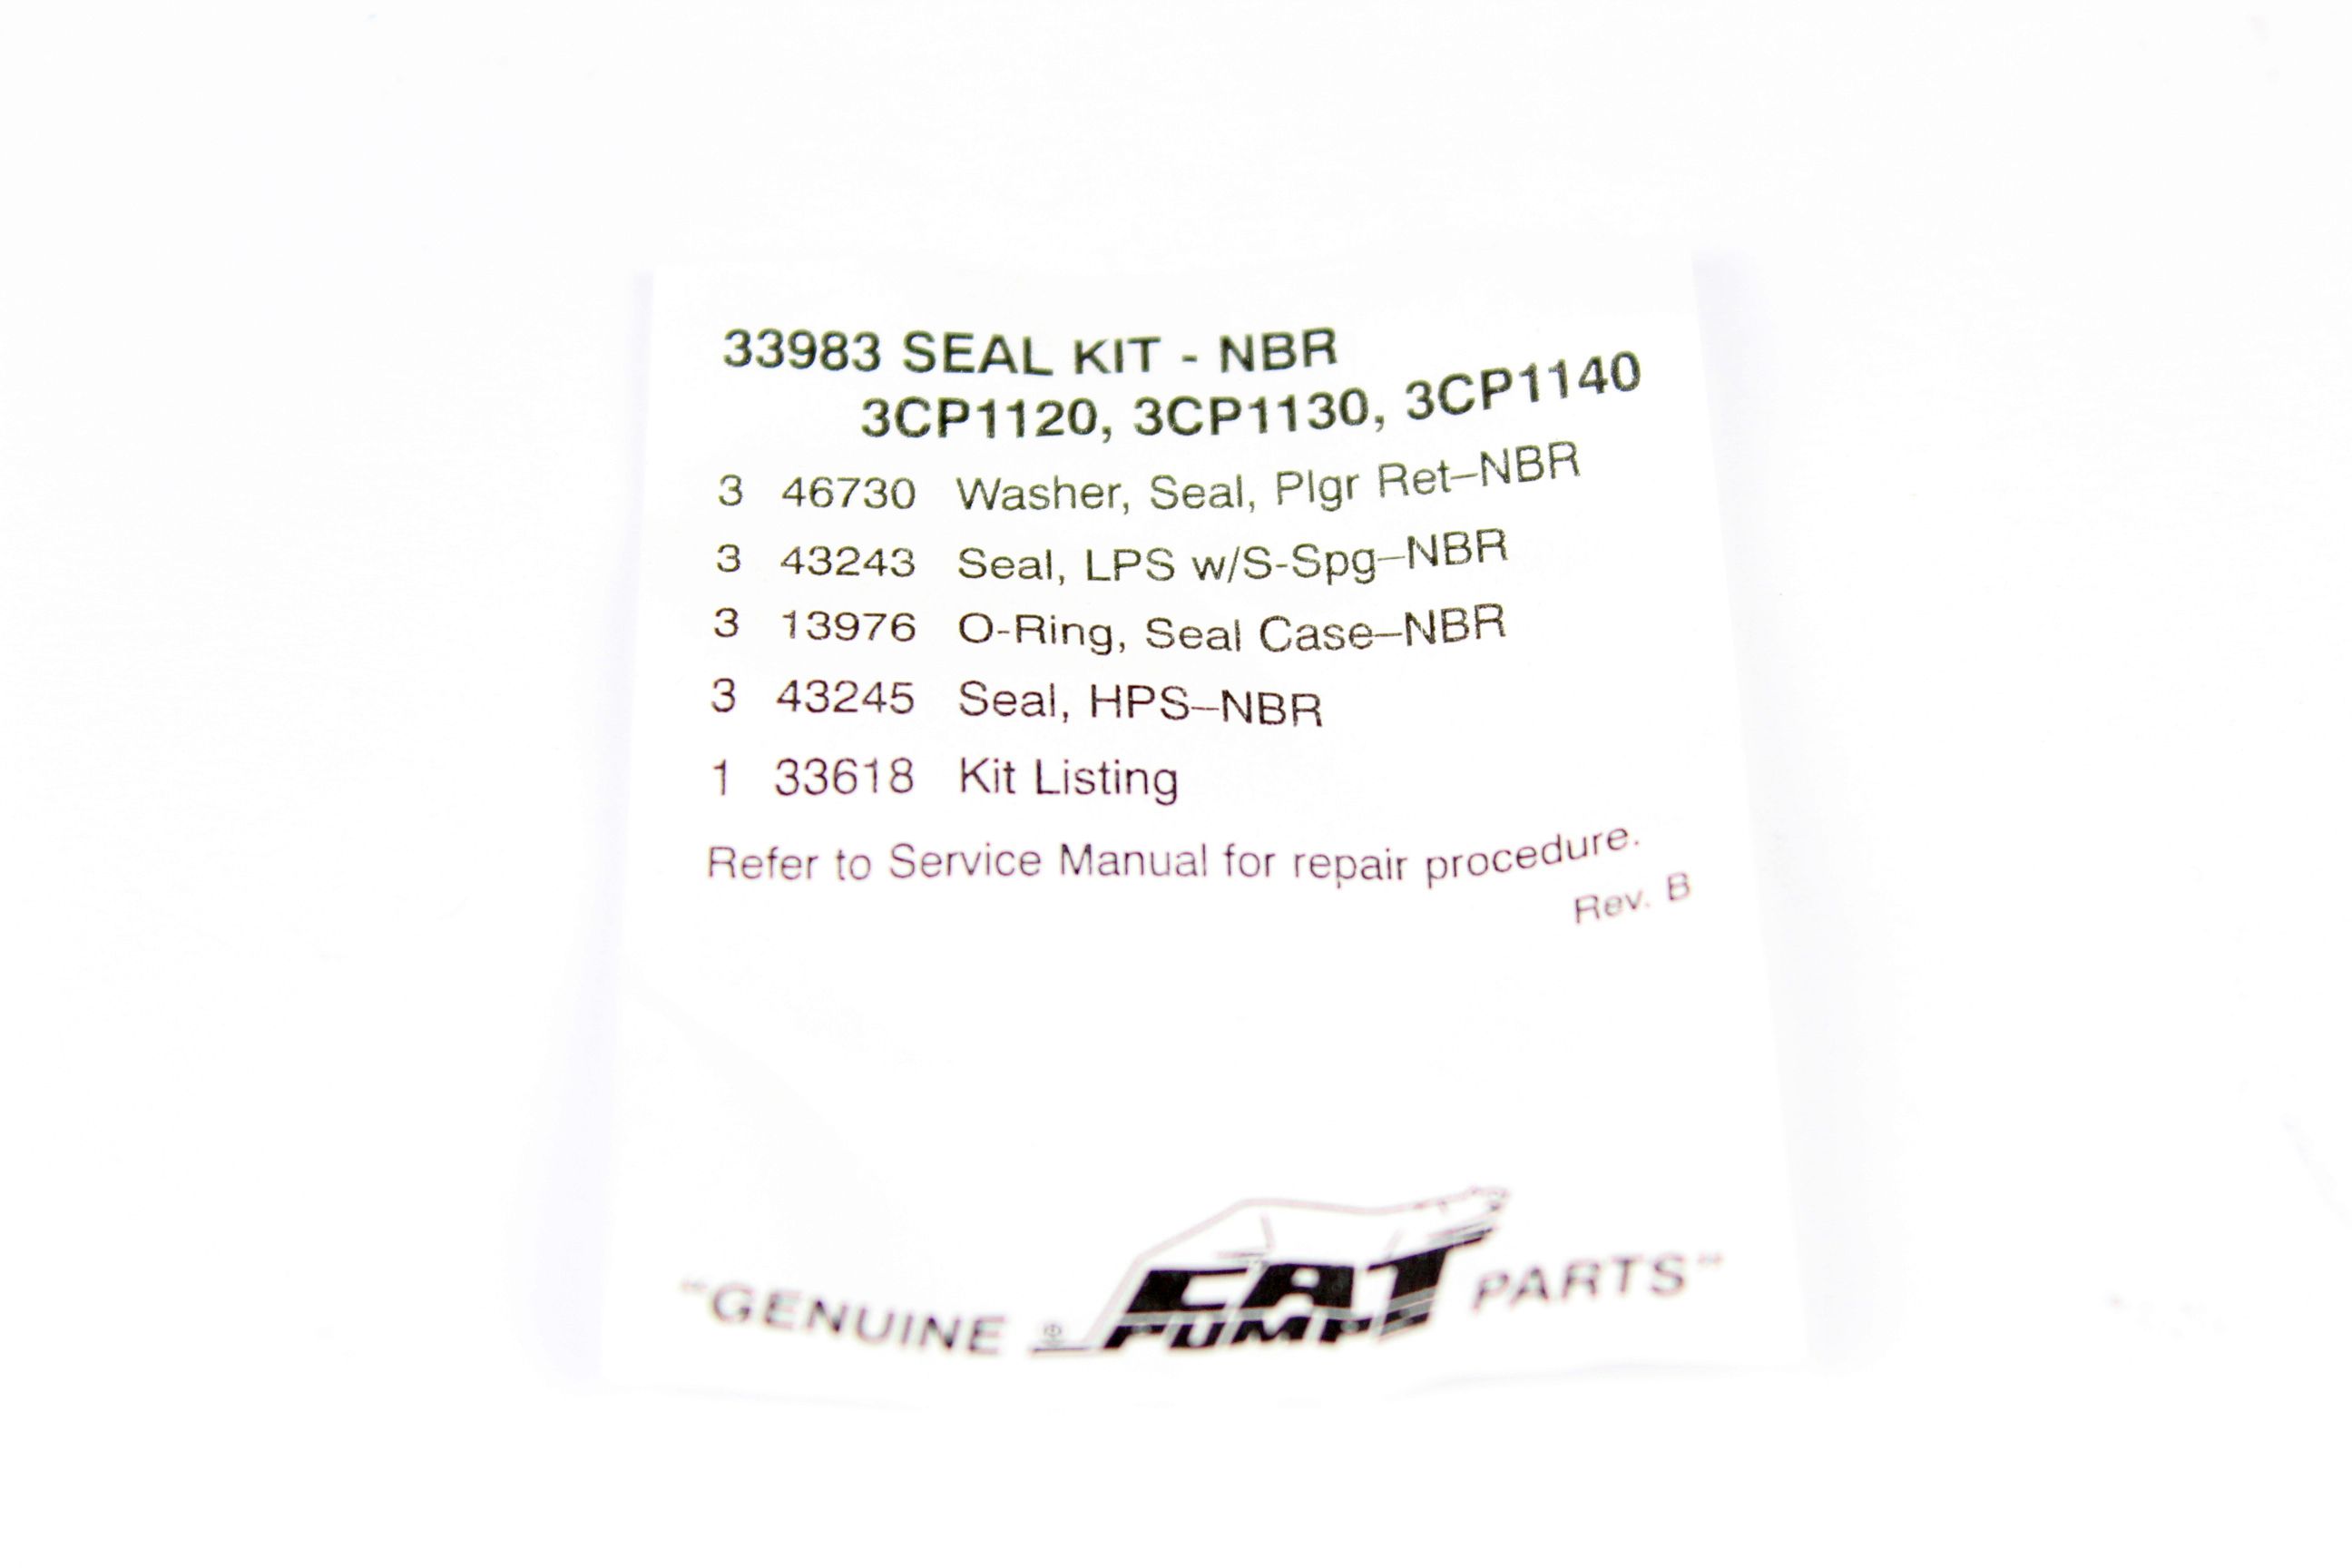 33983 SEAL KIT - NBR
3CP1120, 3CP1130, 3CP1140
3 46730 Washer, Seal, Plgr Ret–NBR
3 43243 Seal, LPS w/S-Spg–NBR
3 13976 O-Ring, Seal Case–NBR
3 43245 Seal, HPS–NBR
1 33618 Kit Listing
Refer to Service Manual for repair procedure.
Rev. B
"GENUINE ® CAT PUMPS PARTS"